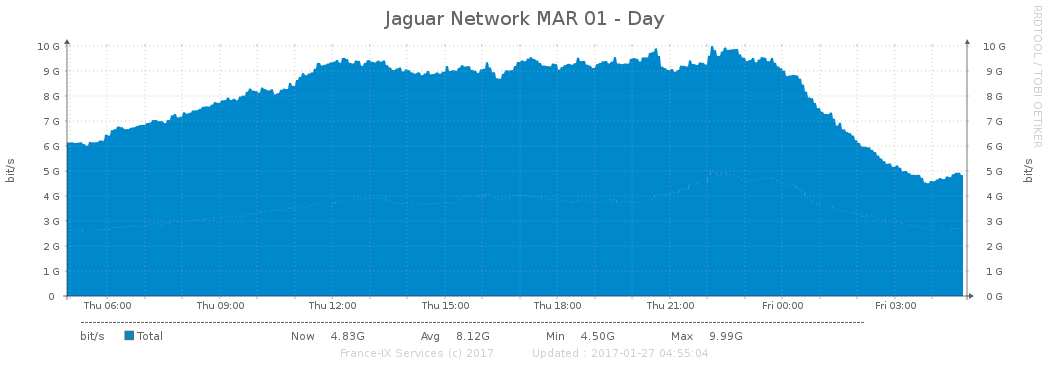 Jaguar Network MAR 01 - Day
RRDTOOL / TOBI OETIKER
bit/s
bit/s
10 G 10 G
9 G 9 G
8 G 8 G
7 G 7 G
6 G 6 G
5 G 5 G
4 G 4 G
3 G 3 G
2 G 2 G
1 G 1 G
0 0 G
Thu 06:00 Thu 09:00 Thu 12:00 Thu 15:00 Thu 18:00 Thu 21:00 Fri 00:00 Fri 03:00
bit/s Total Now 4.83G Avg 8.12G Min 4.50G Max 9.99G
France-IX Services (c) 2017 Updated : 2017-01-27 04:55:04